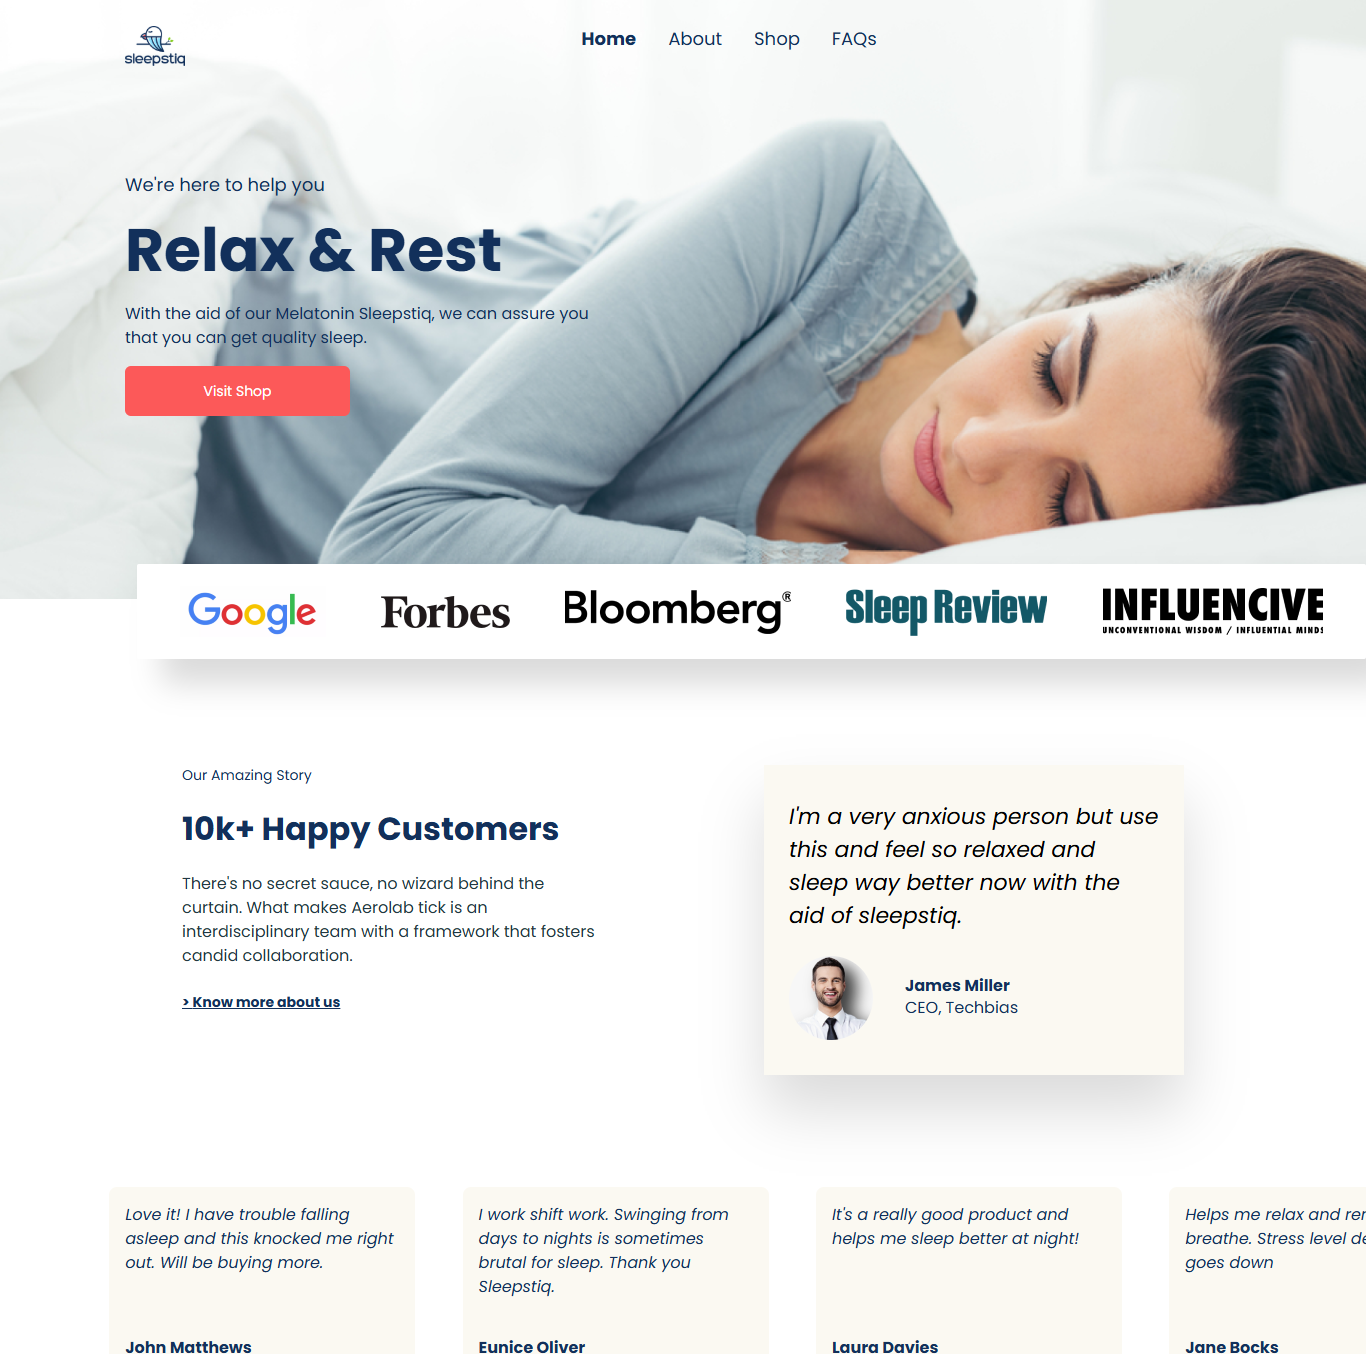 sleepstiq
Home About Shop FAQs
We're here to help you
Relax & Rest
With the aid of our Melatonin Sleepstiq, we can assure you
that you can get quality sleep.
Visit Shop
Google Forbes Bloomberg® Sleep Review INFLUENCIVE
UNCONVENTIONAL WISDOM / INFLUENTIAL MINDS
Our Amazing Story
10k+ Happy Customers
There's no secret sauce, no wizard behind the
curtain. What makes Aerolab tick is an
interdisciplinary team with a framework that fosters
candid collaboration.
> Know more about us
I'm a very anxious person but use
this and feel so relaxed and
sleep way better now with the
aid of sleepstiq.
James Miller
CEO, Techbias
Love it! I have trouble falling
asleep and this knocked me right
out. Will be buying more.
John Matthews
I work shift work. Swinging from
days to nights is sometimes
brutal for sleep. Thank you
Sleepstiq.
Eunice Oliver
It's a really good product and
helps me sleep better at night!
Laura Davies
Helps me relax and
breathe. Stress level
goes down
Jane Bocks